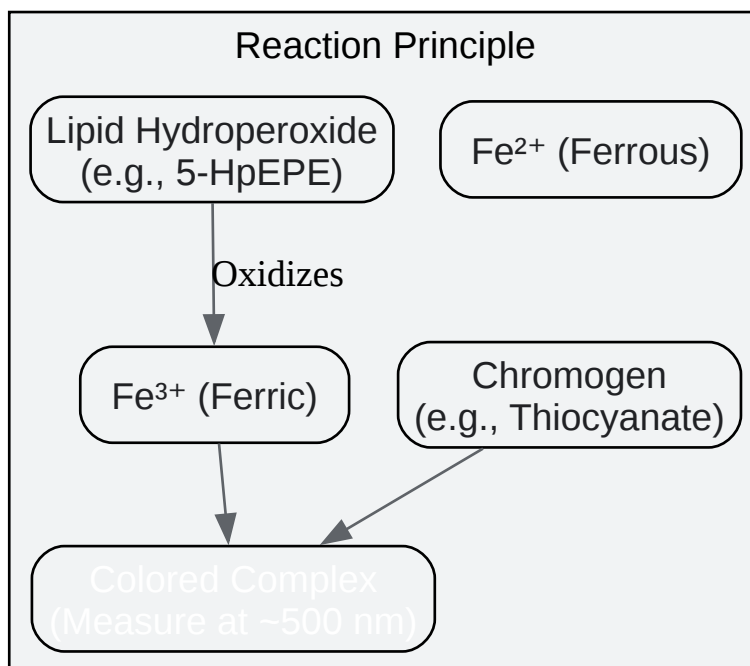 Reaction Principle
Lipid Hydroperoxide
(e.g., 5-HpEPE)
Fe²⁺ (Ferrous)
Oxidizes
Fe³⁺ (Ferric)
Chromogen
(e.g., Thiocyanate)
Colored Complex
(Measure at ~500 nm)